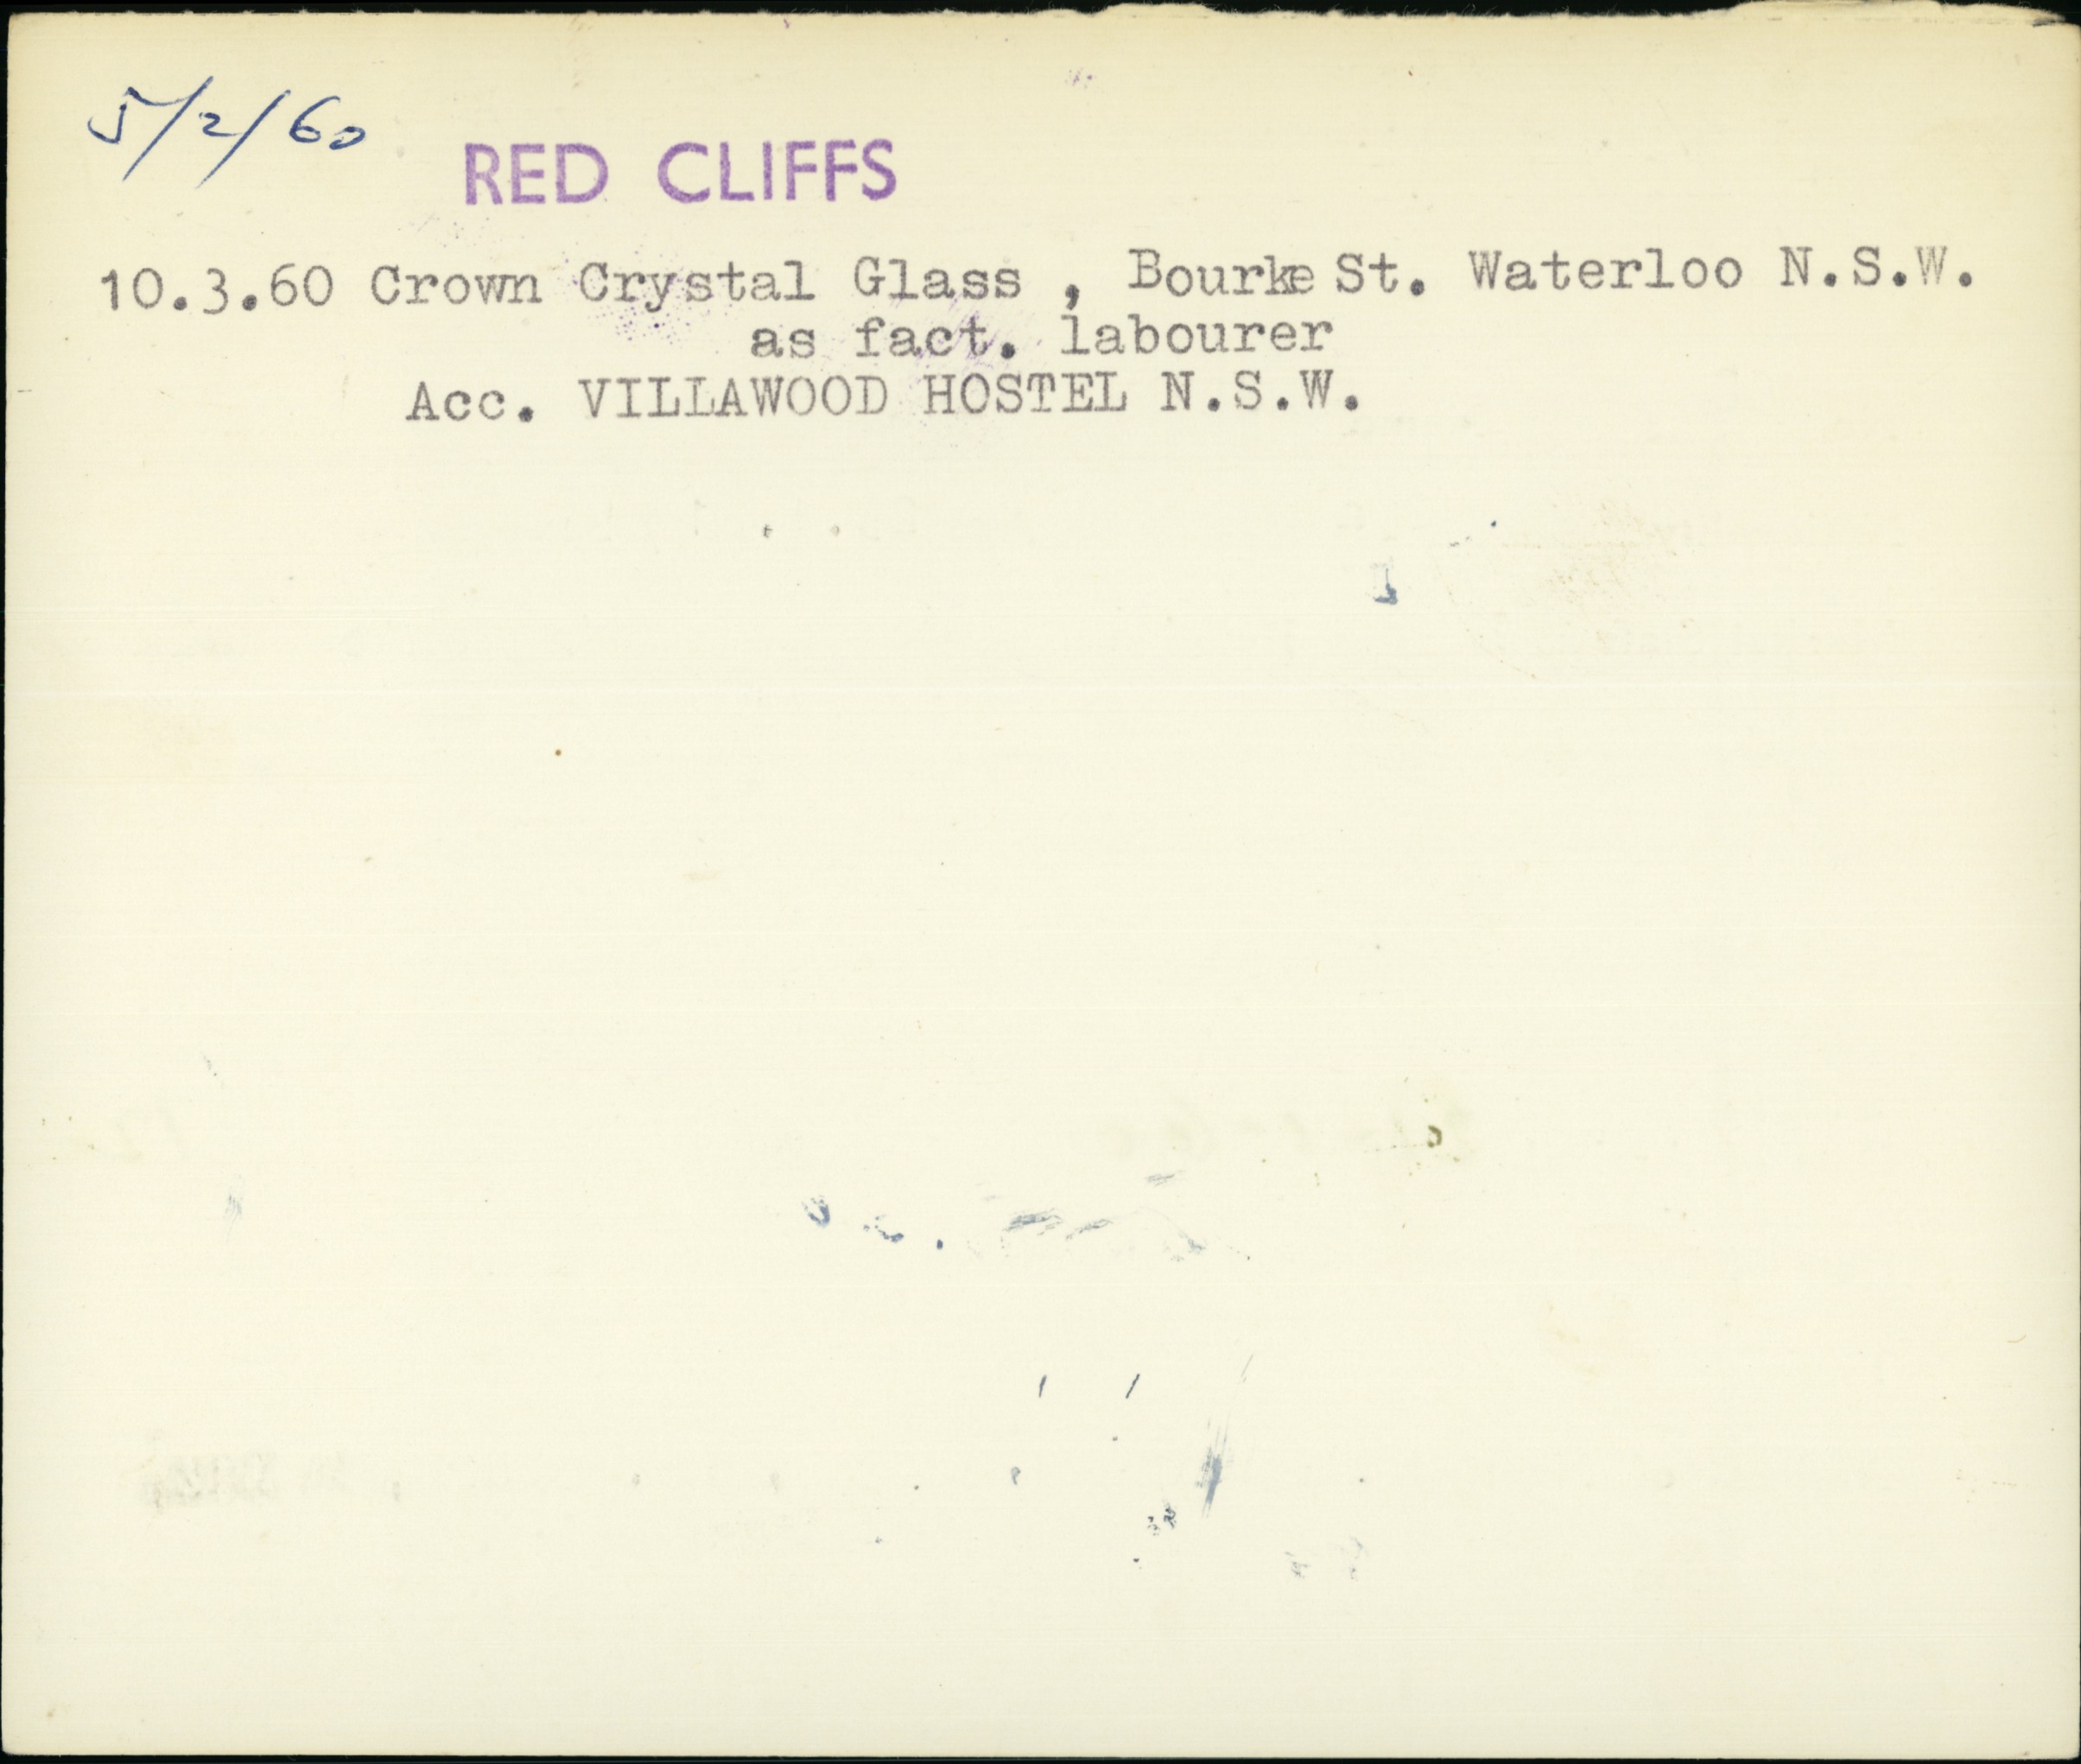 5/2/60
RED CLIFFS
10.3.60 Crown Crystal Glass , Bourke St. Waterloo N.S.W.
as fact. labourer
Acc. VILLAWOOD HOSTEL N.S.W.